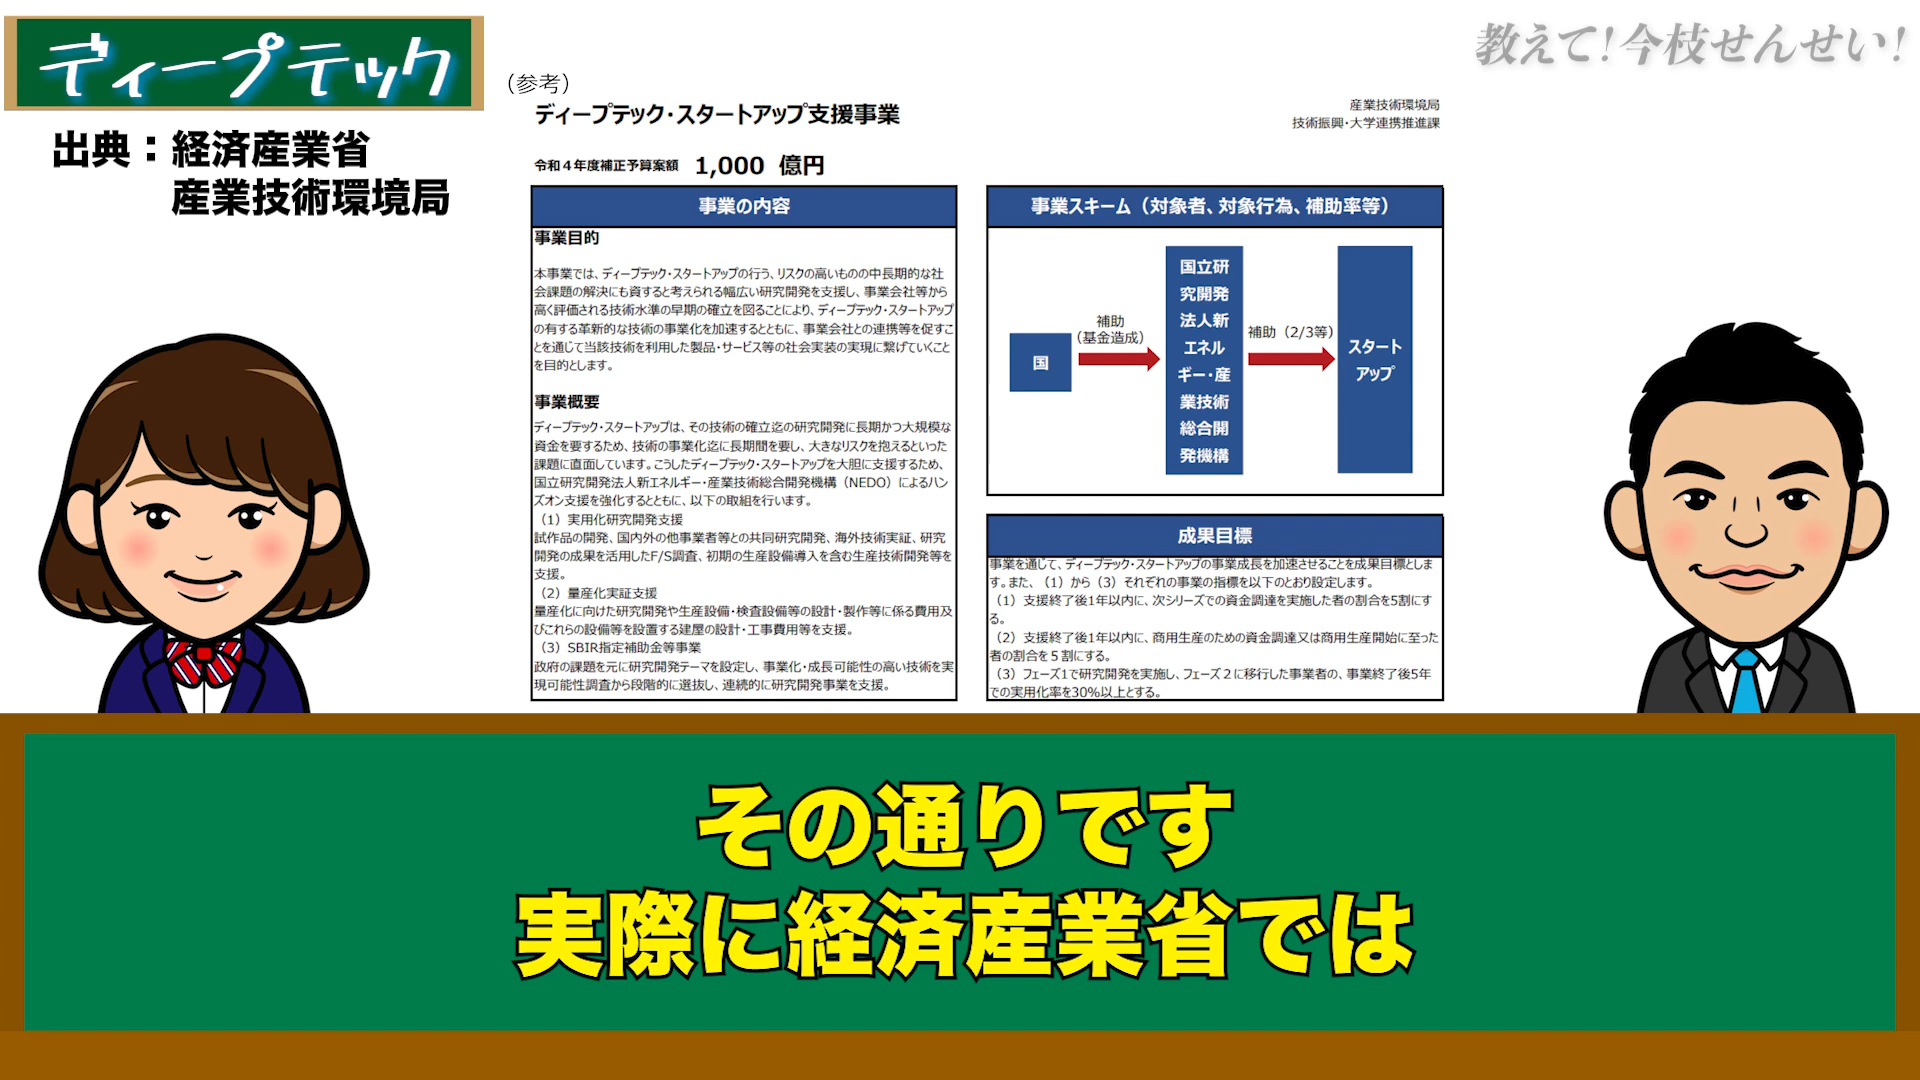 ディープテック
教えて！今枝せんせい！
出典：経済産業省
産業技術環境局
（参考）
ディープテック・スタートアップ支援事業
産業技術環境局
技術振興・大学連携推進課
令和４年度補正予算案額 1,000 億円
事業の内容
事業目的
本事業では、ディープテック・スタートアップの行う、リスクの高いものの中長期的な社
会課題の解決にも資すると考えられる幅広い研究開発を支援し、事業会社等から
高く評価される技術水準の早期の確立を図ることにより、ディープテック・スタートアップ
の有する革新的な技術の事業化を加速するとともに、事業会社との連携等を促すこ
とを通じて当該技術を利用した製品・サービス等の社会実装の実現に繋げていくこと
を目的とします。
事業概要
ディープテック・スタートアップは、その技術の確立迄の研究開発に長期かつ大規模な
資金を要するため、技術の事業化迄に長期間を要し、大きなリスクを抱えるといった
課題に直面しています。こうしたディープテック・スタートアップを大胆に支援するため、
国立研究開発法人新エネルギー・産業技術総合開発機構（NEDO）によるハン
ズオン支援を強化するとともに、以下の取組を行います。
（1）実用化研究開発支援
試作品の開発、国内外の他事業者等との共同研究開発、海外技術実証、研究
開発の成果を活用したF/S調査、初期の生産設備導入を含む生産技術開発等を
支援。
（2）量産化実証支援
量産化に向けた研究開発や生産設備・検査設備等の設計・製作等に係る費用及
びこれらの設備等を設置する建屋の設計・工事費用等を支援。
（3）SBIR指定補助金等事業
政府の課題を元に研究開発テーマを設定し、事業化・成長可能性の高い技術を実
現可能性調査から段階的に選抜し、連続的に研究開発事業を支援。
事業スキーム（対象者、対象行為、補助率等）
国
補助
（基金造成）
国立研
究開発
法人新
エネル
ギー・産
業技術
総合開
発機構
補助（2/3等）
スタート
アップ
成果目標
事業を通じて、ディープテック・スタートアップの事業成長を加速させることを成果目標としま
す。また、（1）から（3）それぞれの事業の指標を以下のとおり設定します。
（1）支援終了後1年以内に、次シリーズでの資金調達を実施した者の割合を5割にす
る。
（2）支援終了後1年以内に、商用生産のための資金調達又は商用生産開始に至った
者の割合を５割にする。
（3）フェーズ1で研究開発を実施し、フェーズ２に移行した事業者の、事業終了後5年
での実用化率を30%以上とする。
その通りです
実際に経済産業省では